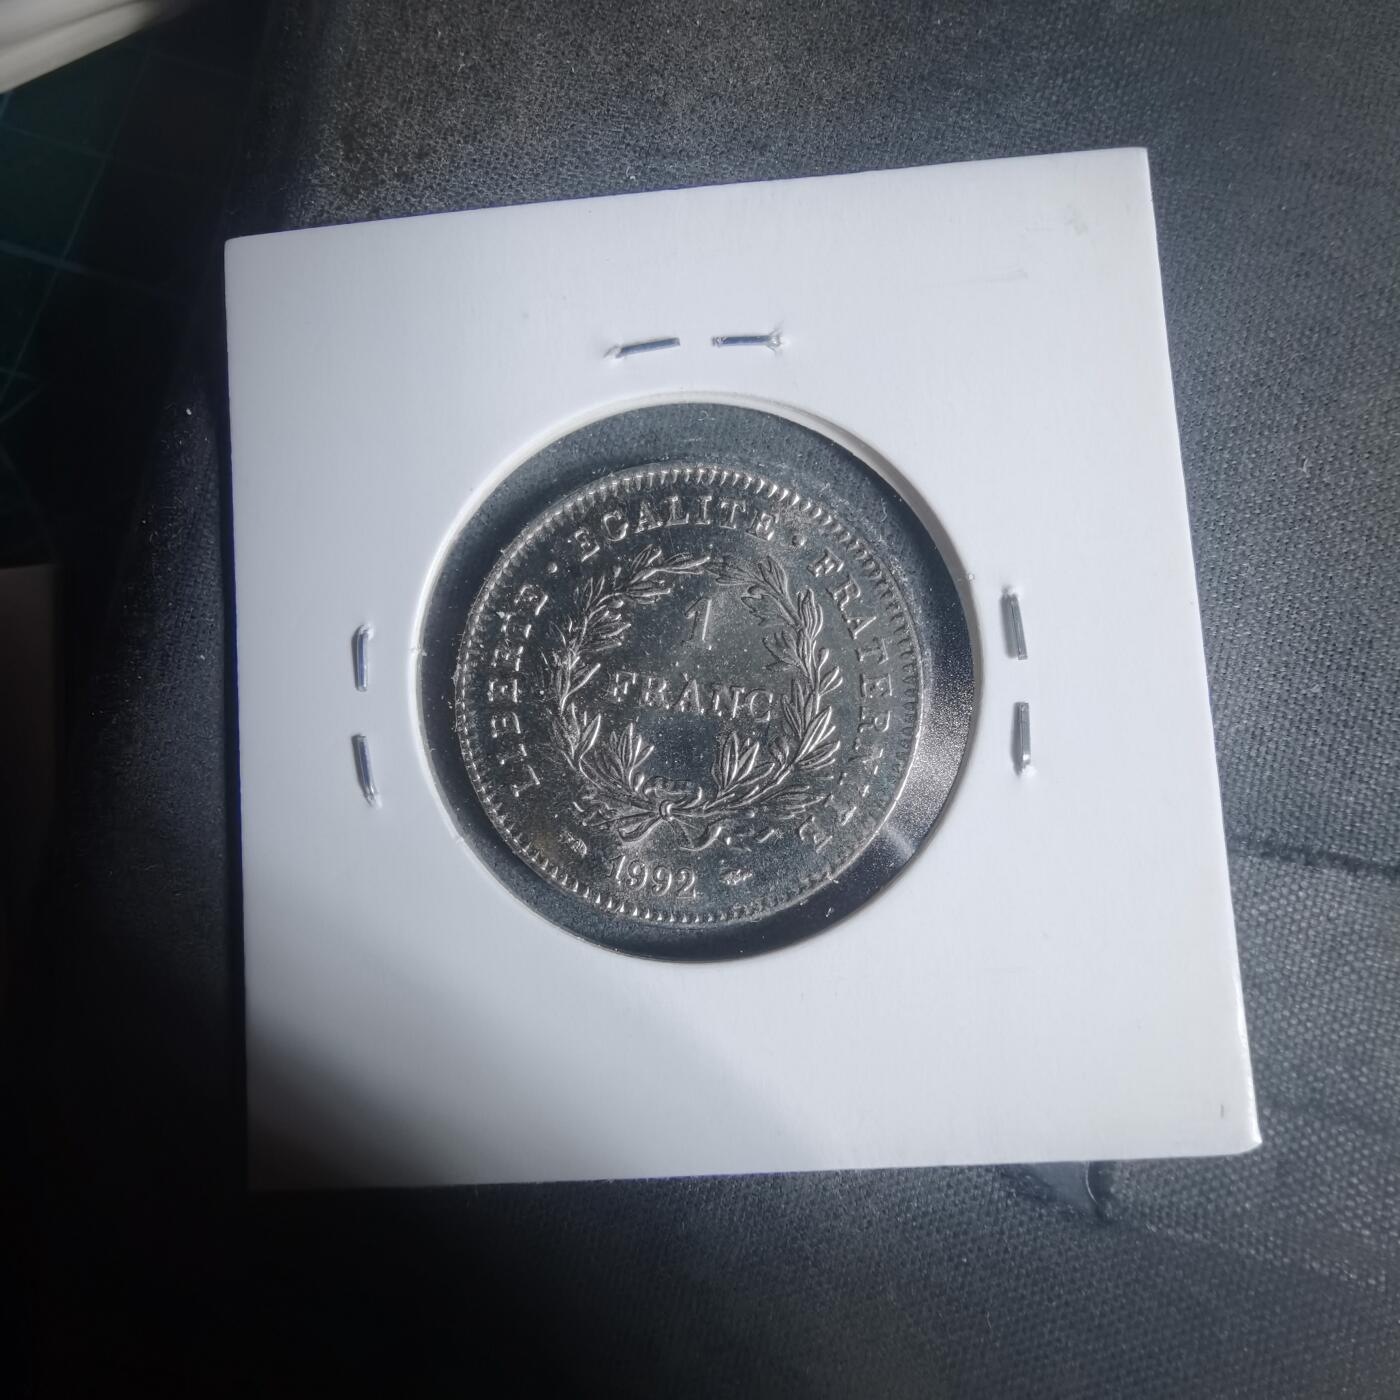 LIBERTE · EGALITE · FRATERNITE
1
FRANC
1992